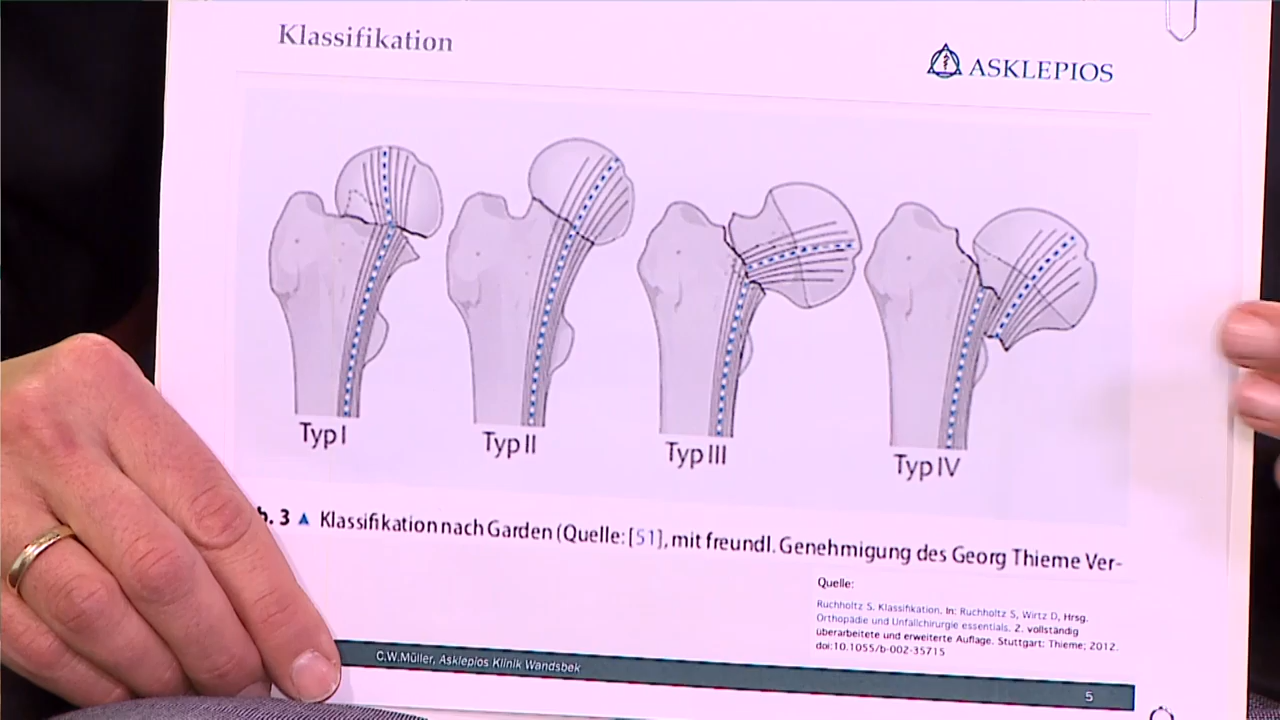 Klassifikation
ASKLEPIOS
Typ I
Typ II
Typ III
Typ IV
b. 3 ▲ Klassifikation nach Garden (Quelle: [51], mit freundl. Genehmigung des Georg Thieme Ver-
Quelle:
Ruchholtz S. Klassifikation. In: Ruchholtz S, Wirtz D, Hrsg.
Orthopädie und Unfallchirurgie essentials. 2. vollständig
überarbeitete und erweiterte Auflage. Stuttgart: Thieme; 2012.
doi:10.1055/b-002-35715
C.W.Müller, Asklepios Klinik Wandsbek
5